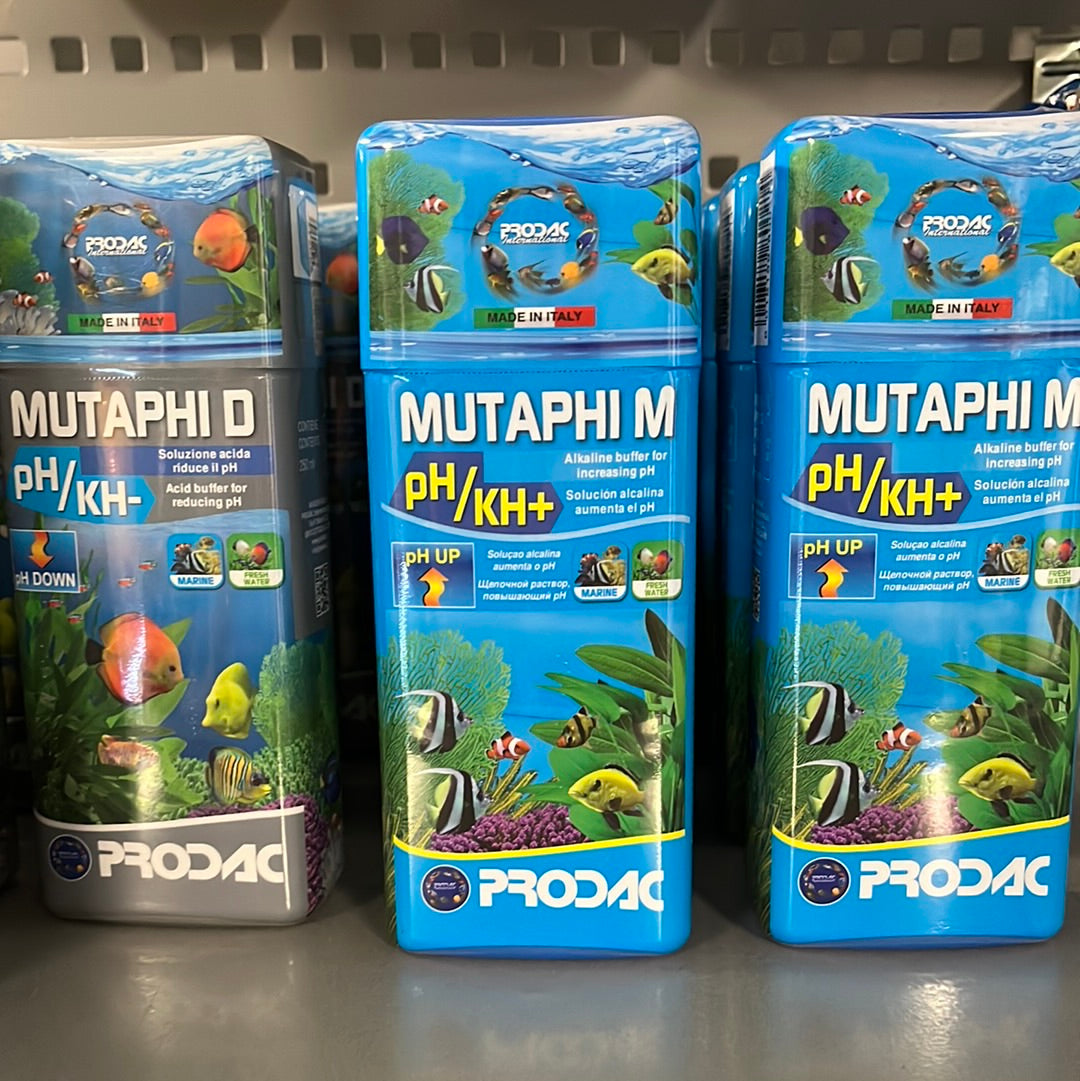 PRODAC
International
MADE IN ITALY
MUTAPHI D
pH/KH-
Soluzione acida
riduce il pH
Acid buffer for
reducing pH
pH DOWN
MARINE
FRESH
WATER
PRODAC
CONTIENE
250 ml
PRODAC
International
MADE IN ITALY
MUTAPHI M
pH/KH+
Alkaline buffer for
increasing pH
Solución alcalina
aumenta el pH
pH UP
Soluçao alcalina
aumenta o pH
Щелочной раствор,
повышающий pH
MARINE
FRESH
WATER
PRODAC
PRODAC
International
MADE IN ITALY
MUTAPHI M
pH/KH+
Alkaline buffer for
increasing pH
Solución alcalina
aumenta el pH
pH UP
Soluçao alcalina
aumenta o pH
Щелочной раствор,
повышающий pH
MARINE
FRESH
WATER
PRODAC